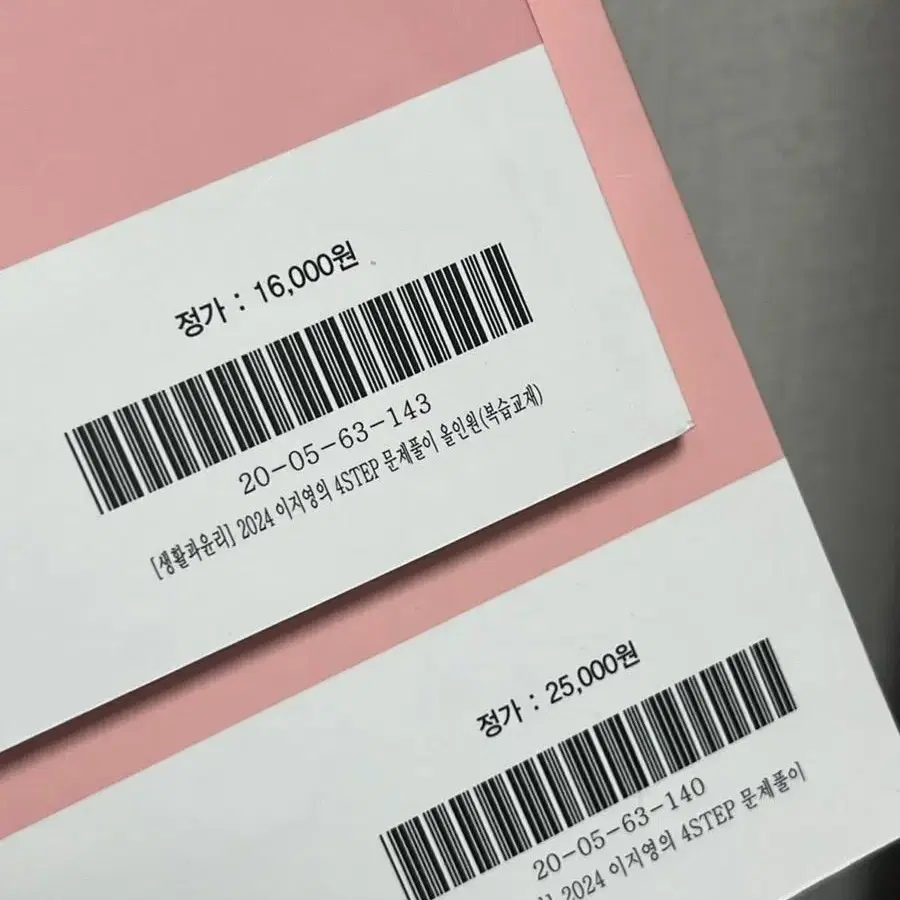 정가 : 16,000원
20-05-63-143
[생활과윤리] 2024 이지영의 4STEP 문제풀이 올인원(복습교재)
정가 : 25,000원
20-05-63-140
2024 이지영의 4STEP 문제풀이